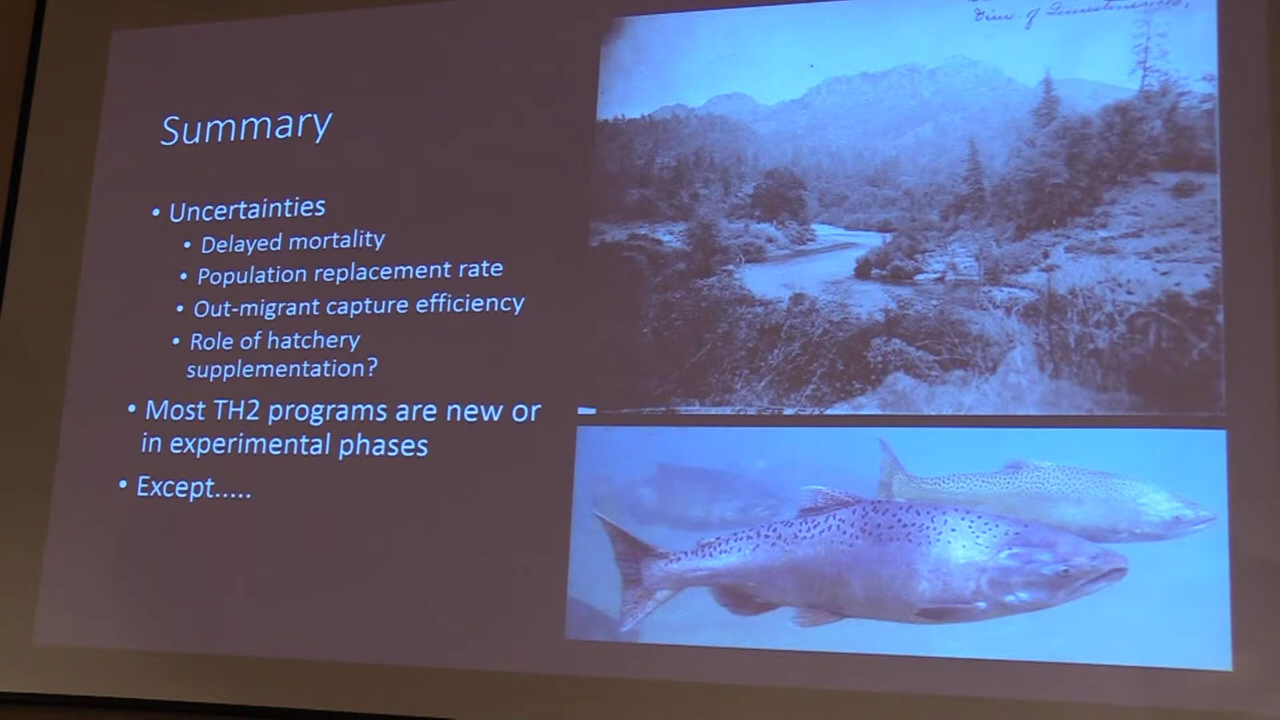 Summary
• Uncertainties
• Delayed mortality
• Population replacement rate
• Out-migrant capture efficiency
• Role of hatchery
supplementation?
• Most TH2 programs are new or
in experimental phases
• Except.....